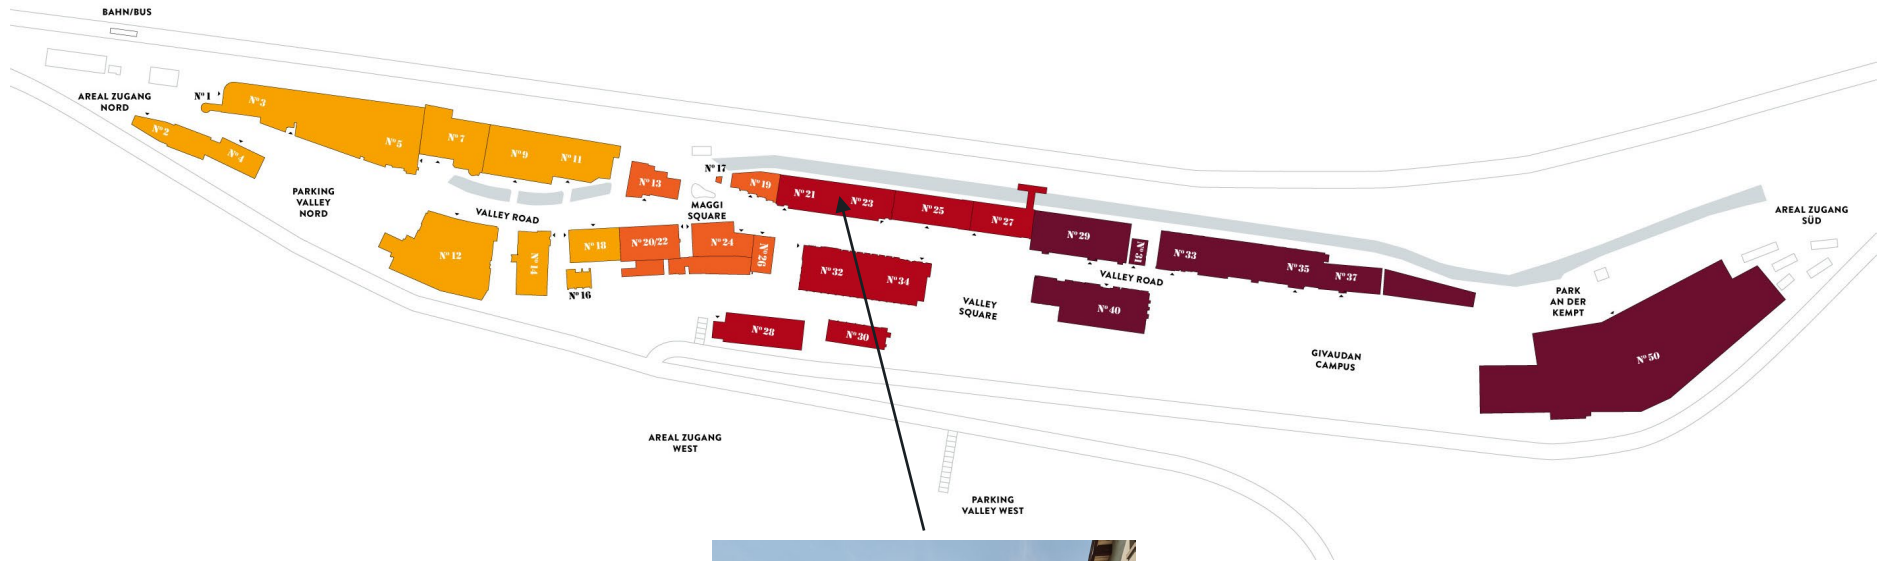 BAHN/BUS
AREAL ZUGANG
NORD
Nº 1
Nº 3
Nº 5
Nº 7
Nº 9
Nº 11
Nº 2
Nº 4
PARKING
VALLEY
NORD
VALLEY ROAD
Nº 12
Nº 14
Nº 16
Nº 18
Nº 20/22
Nº 13
MAGGI
SQUARE
Nº 17
Nº 19
Nº 24
Nº 26
Nº 21
Nº 23
Nº 25
Nº 27
Nº 32
Nº 34
Nº 28
Nº 30
VALLEY
SQUARE
Nº 29
Nº 31
Nº 33
Nº 35
Nº 37
VALLEY ROAD
Nº 40
GIVAUDAN
CAMPUS
PARK
AN DER
KEMPT
AREAL ZUGANG
SÜD
Nº 50
AREAL ZUGANG
WEST
PARKING
VALLEY WEST